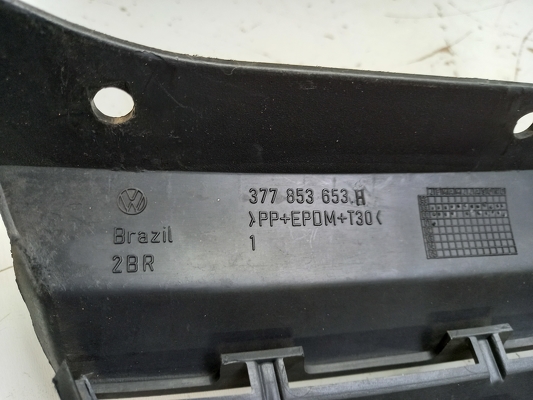 377 853 653 H
>PP+EPDM+T30<
1
Brazil
2BR